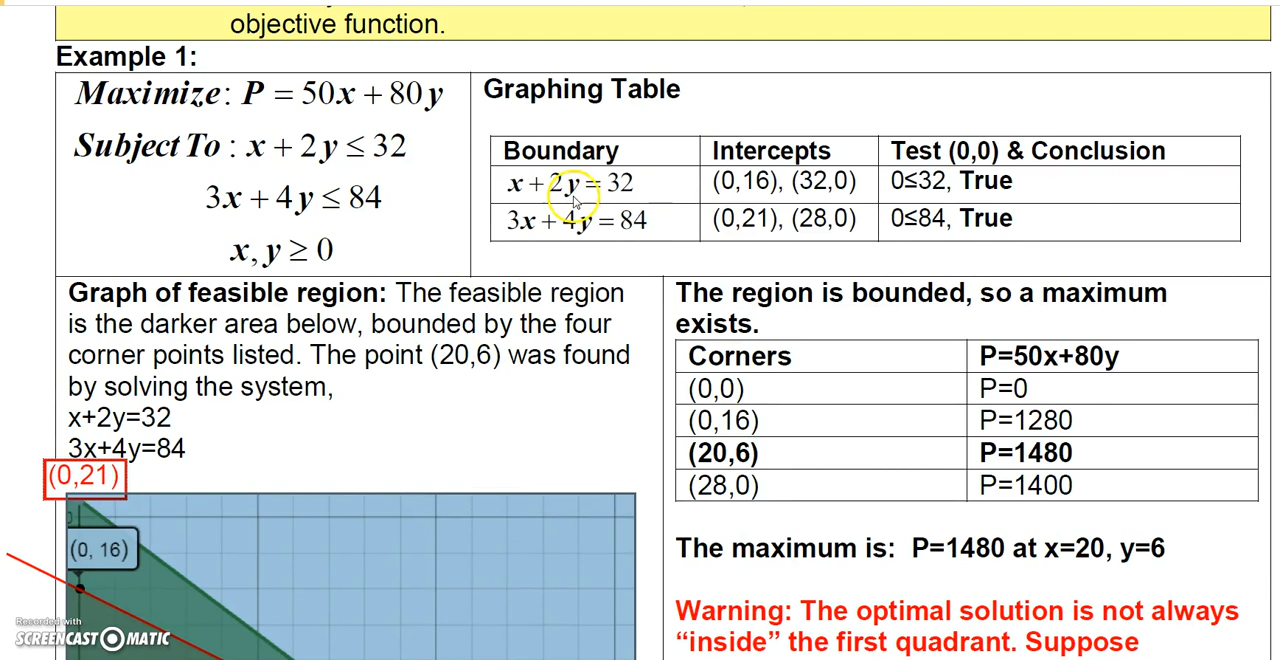 objective function.
Example 1:
Maximize: P = 50x + 80y
Subject To : x + 2y ≤ 32
3x + 4y ≤ 84
x, y ≥ 0
Graphing Table
Boundary Intercepts Test (0,0) & Conclusion
x + 2y = 32 (0,16), (32,0) 0≤32, True
3x + 4y = 84 (0,21), (28,0) 0≤84, True
Graph of feasible region: The feasible region
is the darker area below, bounded by the four
corner points listed. The point (20,6) was found
by solving the system,
x+2y=32
3x+4y=84
(0,21)
(0, 16)
Recorded with
SCREENCAST MATIC
The region is bounded, so a maximum
exists.
Corners P=50x+80y
(0,0) P=0
(0,16) P=1280
(20,6) P=1480
(28,0) P=1400
The maximum is: P=1480 at x=20, y=6
Warning: The optimal solution is not always
“inside” the first quadrant. Suppose